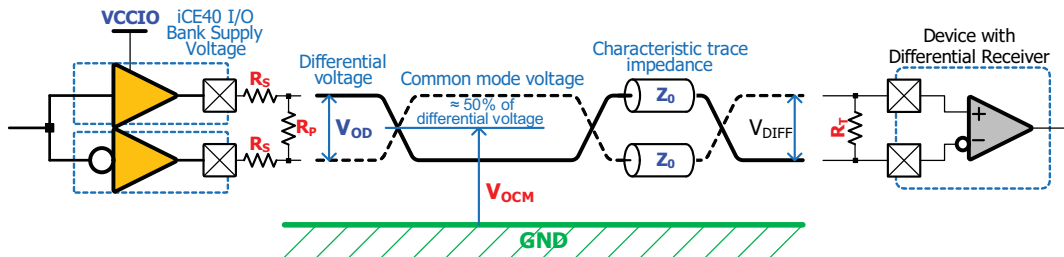 VCCIO
iCE40 I/O
Bank Supply
Voltage
RS
RP
RS
Differential
voltage
VOD
Common mode voltage
≈ 50% of
differential voltage
VOCM
GND
Characteristic trace
impedance
Z0
Z0
VDIFF
RT
Device with
Differential Receiver
+
−